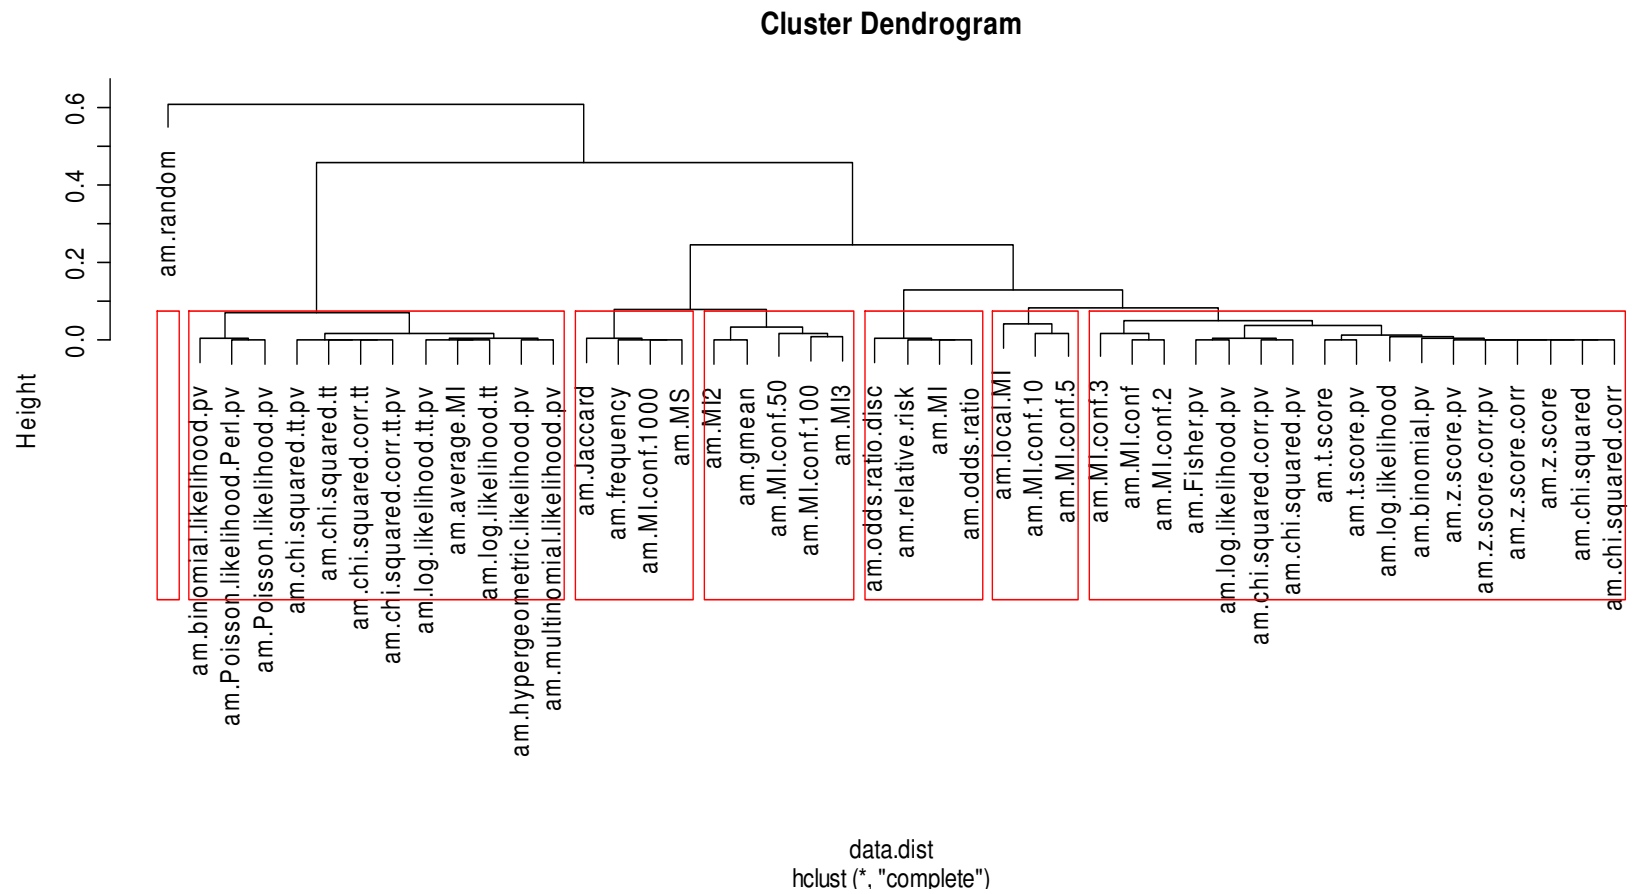 Cluster Dendrogram
Height
0.0
0.2
0.4
0.6
am.random
am.binomial.likelihood.pv
am.Poisson.likelihood.Perl.pv
am.Poisson.likelihood.pv
am.chi.squared.tt.pv
am.chi.squared.tt
am.chi.squared.corr.tt
am.chi.squared.corr.tt.pv
am.log.likelihood.tt.pv
am.average.MI
am.log.likelihood.tt
am.hypergeometric.likelihood.pv
am.multinomial.likelihood.pv
am.Jaccard
am.frequency
am.MI.conf.1000
am.MS
am.MI2
am.gmean
am.MI.conf.50
am.MI.conf.100
am.MI3
am.odds.ratio.disc
am.relative.risk
am.MI
am.odds.ratio
am.local.MI
am.MI.conf.10
am.MI.conf.5
am.MI.conf.3
am.MI.conf
am.MI.conf.2
am.Fisher.pv
am.log.likelihood.pv
am.chi.squared.corr.pv
am.chi.squared.pv
am.t.score
am.t.score.pv
am.log.likelihood
am.binomial.pv
am.z.score.pv
am.z.score.corr.pv
am.z.score.corr
am.z.score
am.chi.squared
am.chi.squared.corr
data.dist
hclust (*, "complete")